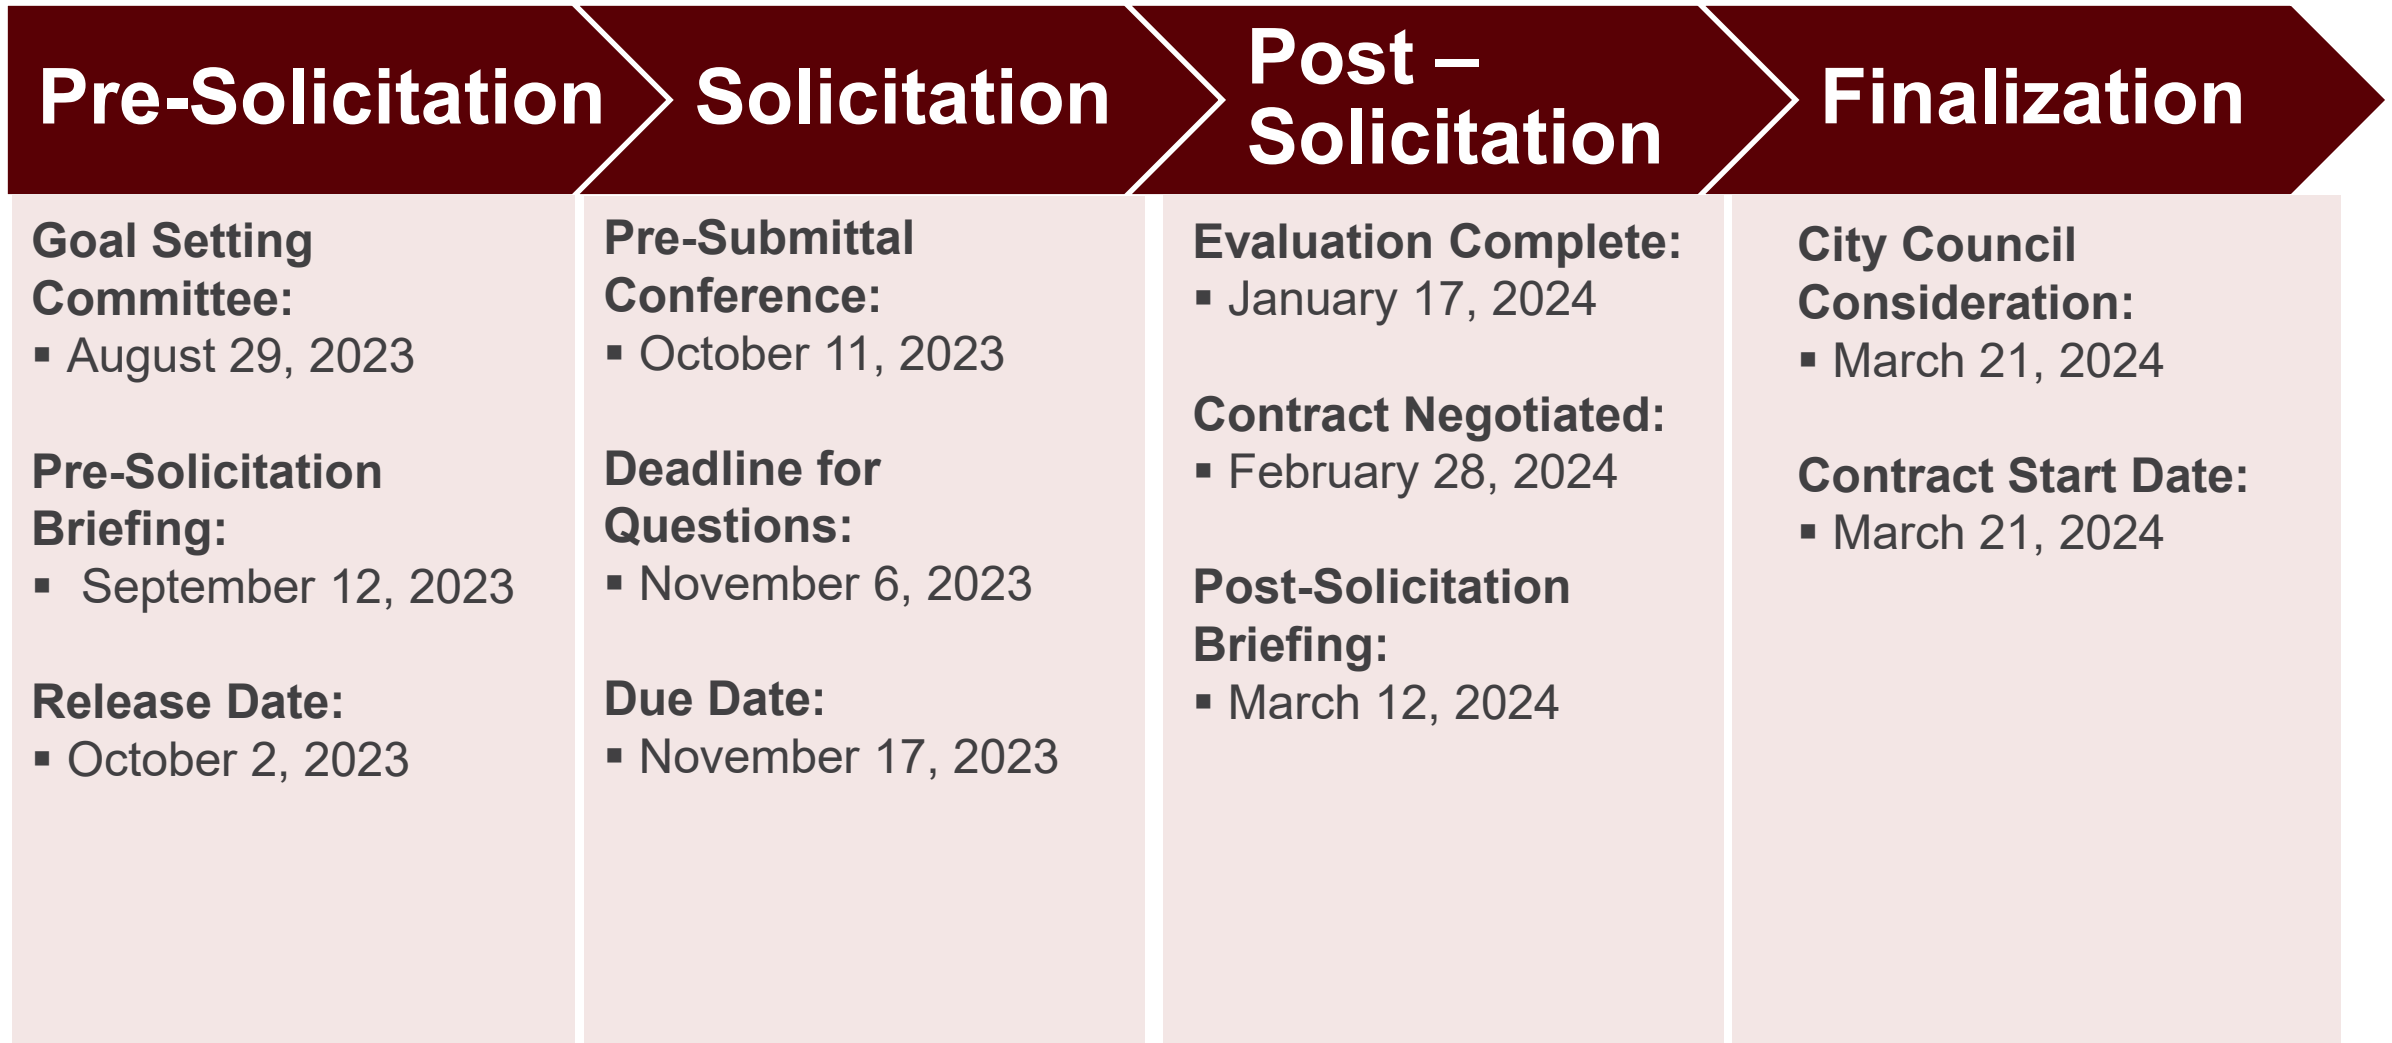 Pre-Solicitation
Solicitation
Post –
Solicitation
Finalization
Goal Setting
Committee:
▪ August 29, 2023
Pre-Solicitation
Briefing:
▪ September 12, 2023
Release Date:
▪ October 2, 2023
Pre-Submittal
Conference:
▪ October 11, 2023
Deadline for
Questions:
▪ November 6, 2023
Due Date:
▪ November 17, 2023
Evaluation Complete:
▪ January 17, 2024
Contract Negotiated:
▪ February 28, 2024
Post-Solicitation
Briefing:
▪ March 12, 2024
City Council
Consideration:
▪ March 21, 2024
Contract Start Date:
▪ March 21, 2024